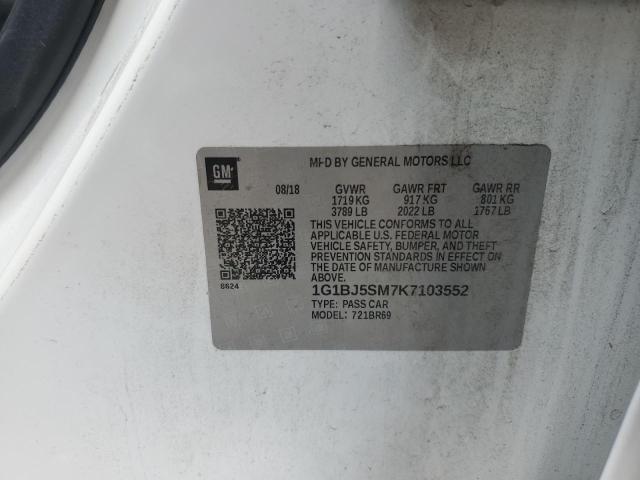 GM
MFD BY GENERAL MOTORS LLC
08/18 GVWR GAWR FRT GAWR RR
1719 KG 917 KG 801 KG
3789 LB 2022 LB 1767 LB
THIS VEHICLE CONFORMS TO ALL
APPLICABLE U.S. FEDERAL MOTOR
VEHICLE SAFETY, BUMPER, AND THEFT
PREVENTION STANDARDS IN EFFECT ON
THE DATE OF MANUFACTURE SHOWN
ABOVE.
8624
1G1BJ5SM7K7103552
TYPE: PASS CAR
MODEL: 721BR69